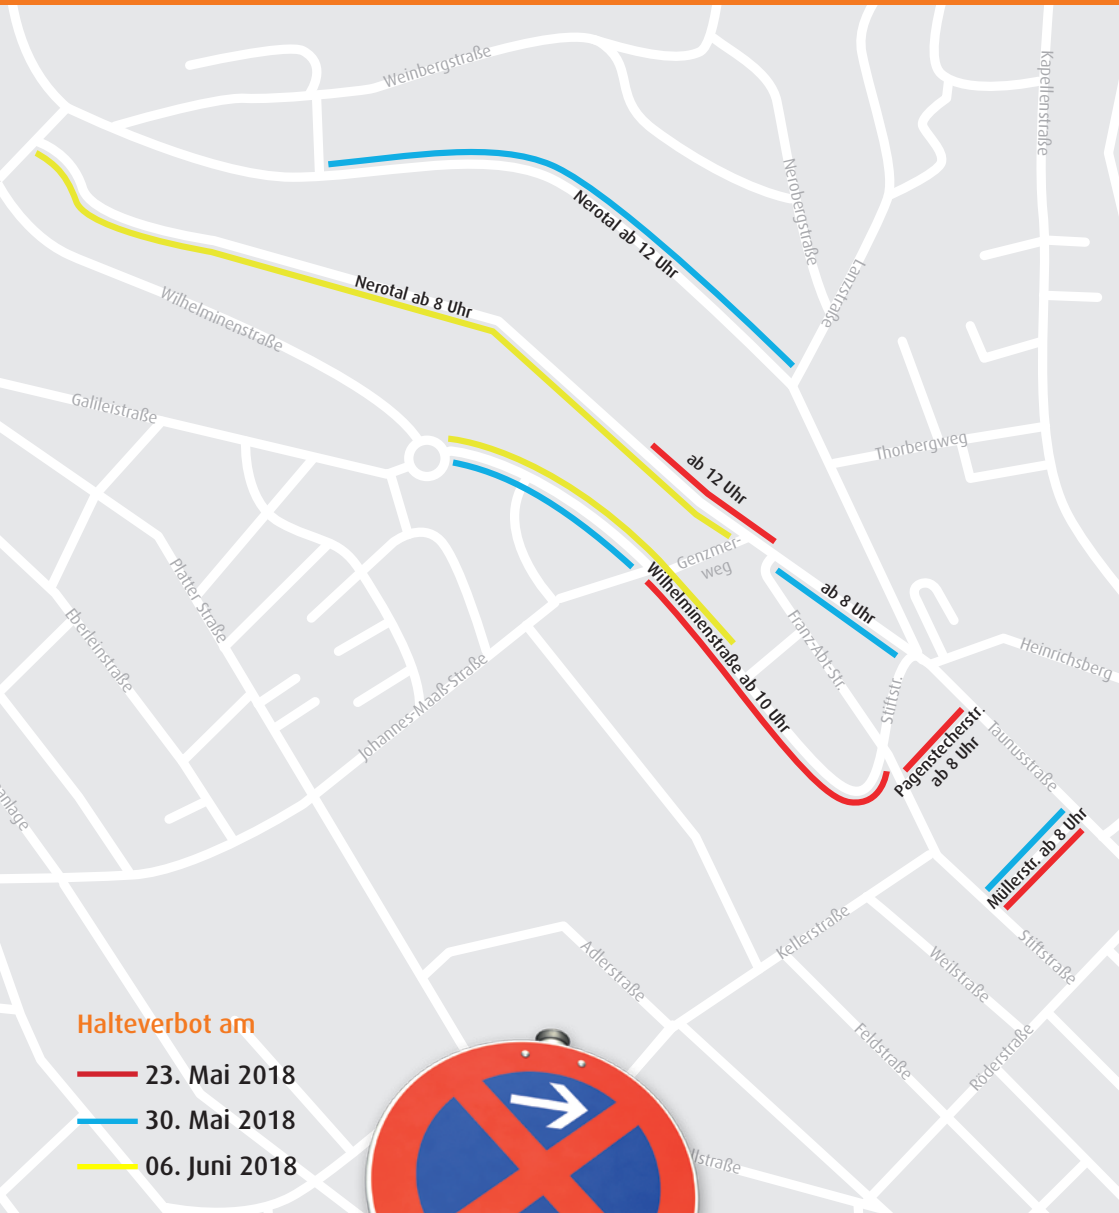 Weinbergstraße
Kapellenstraße
Nerobergstraße
Nerotal ab 12 Uhr
Lanzstraße
Nerotal ab 8 Uhr
Wilhelminenstraße
Galileistraße
Thorbergweg
ab 12 Uhr
Genzmer-
weg
Platter Straße
Eberleinstraße
Wilhelminenstraße ab 10 Uhr
ab 8 Uhr
Franz-Abt-Str.
Heinrichsberg
Johannes-Maaß-Straße
Stiftstr.
Pagenstecherstr.
ab 8 Uhr
Taunusstraße
anlage
Müllerstr. ab 8 Uhr
Kellerstraße
Adlerstraße
Stiftstraße
Weilstraße
Feldstraße
Röderstraße
Halteverbot am
23. Mai 2018
30. Mai 2018
06. Juni 2018
llstraße